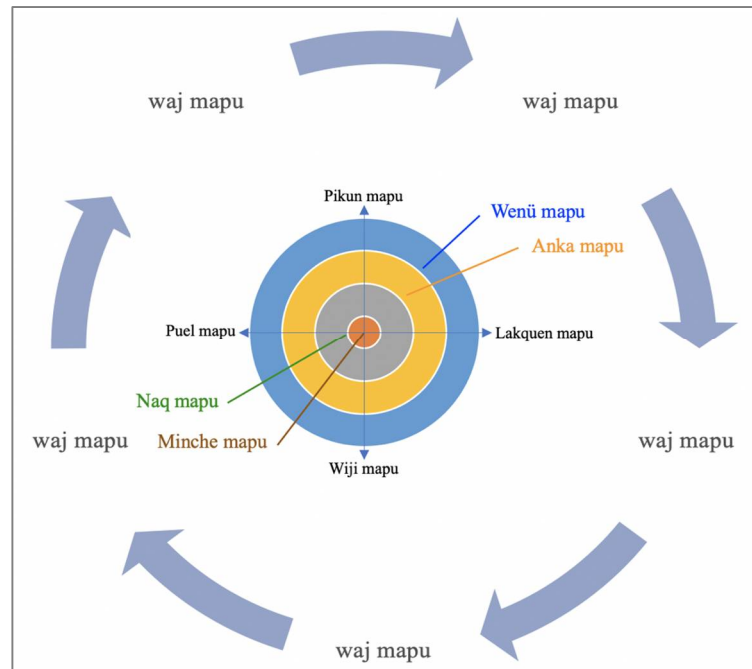 waj mapu
waj mapu
Pikun mapu
Wenü mapu
Anka mapu
Puel mapu
Lakquen mapu
Naq mapu
waj mapu
Minche mapu
waj mapu
Wiji mapu
waj mapu